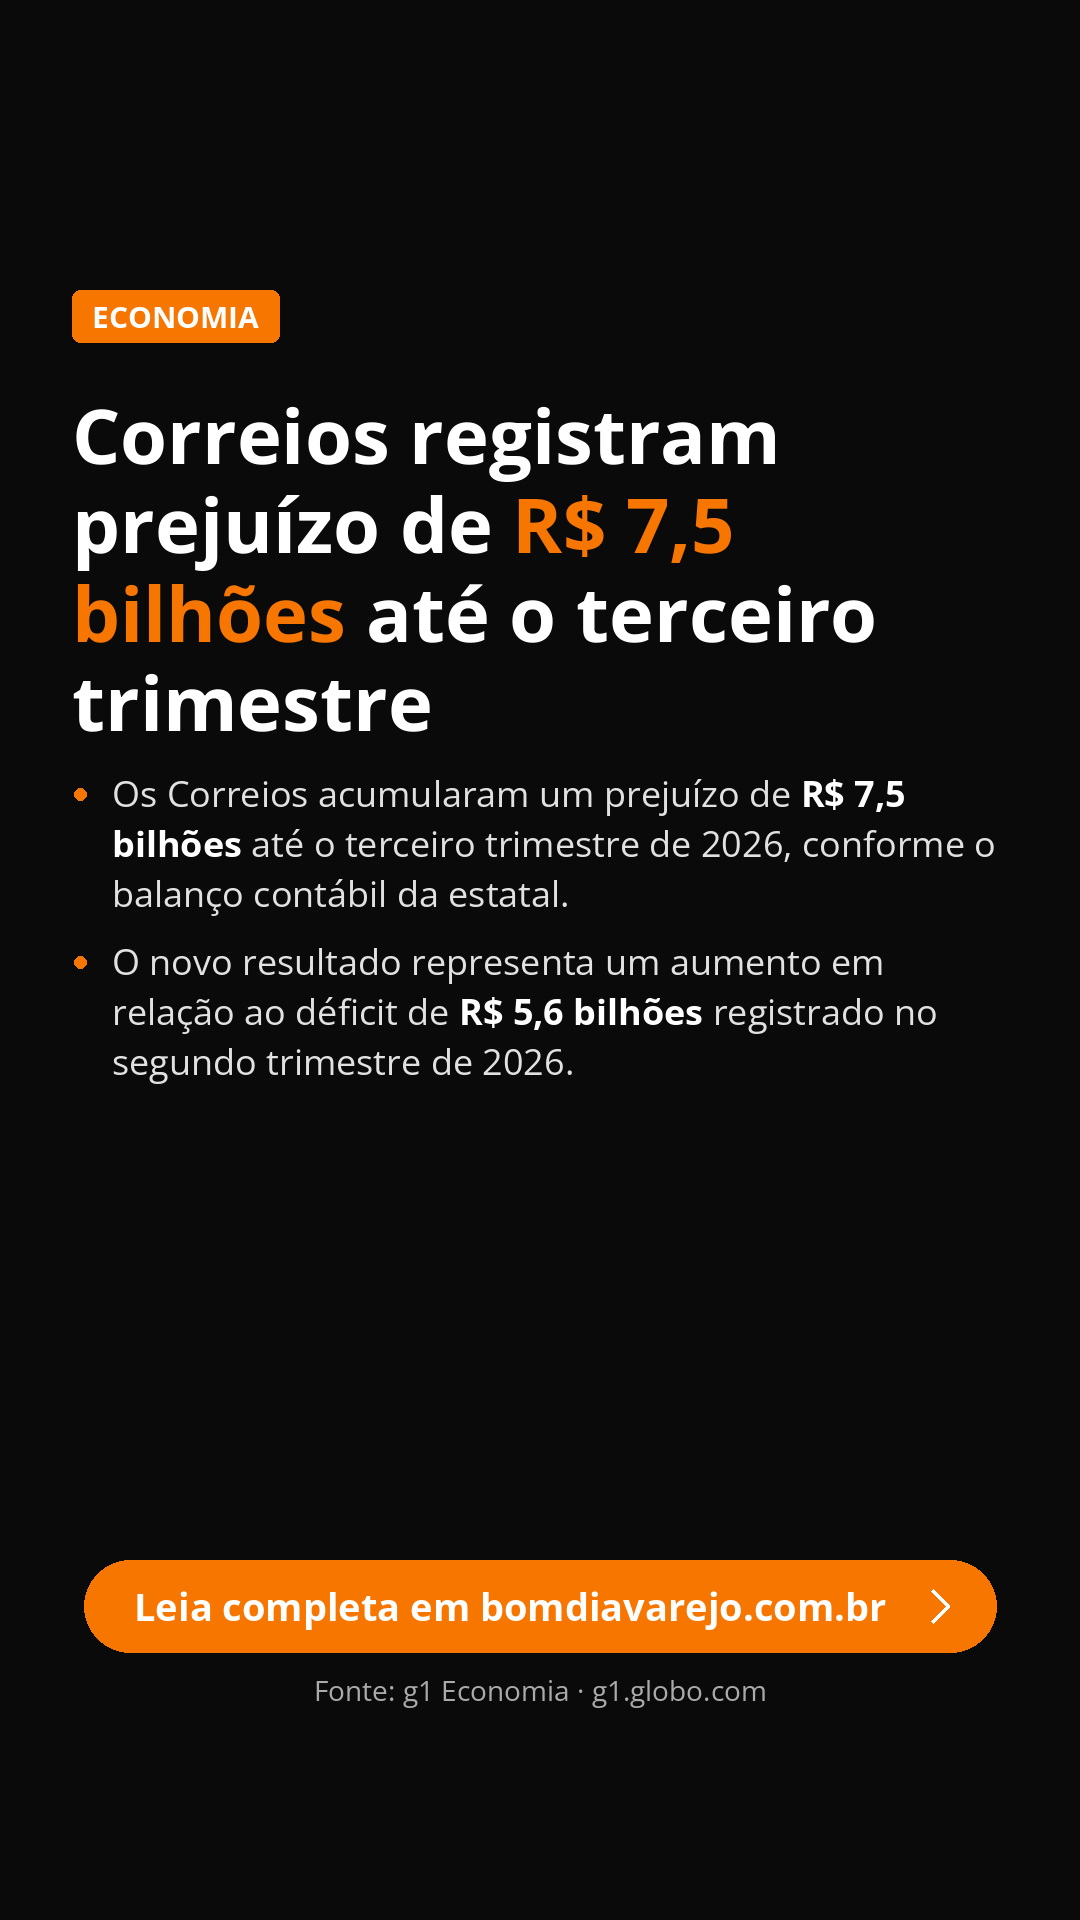 ECONOMIA
Correios registram
prejuízo de R$ 7,5
bilhões até o terceiro
trimestre
Os Correios acumularam um prejuízo de R$ 7,5
bilhões até o terceiro trimestre de 2026, conforme o
balanço contábil da estatal.
O novo resultado representa um aumento em
relação ao déficit de R$ 5,6 bilhões registrado no
segundo trimestre de 2026.
Leia completa em bomdiavarejo.com.br
Fonte: g1 Economia · g1.globo.com